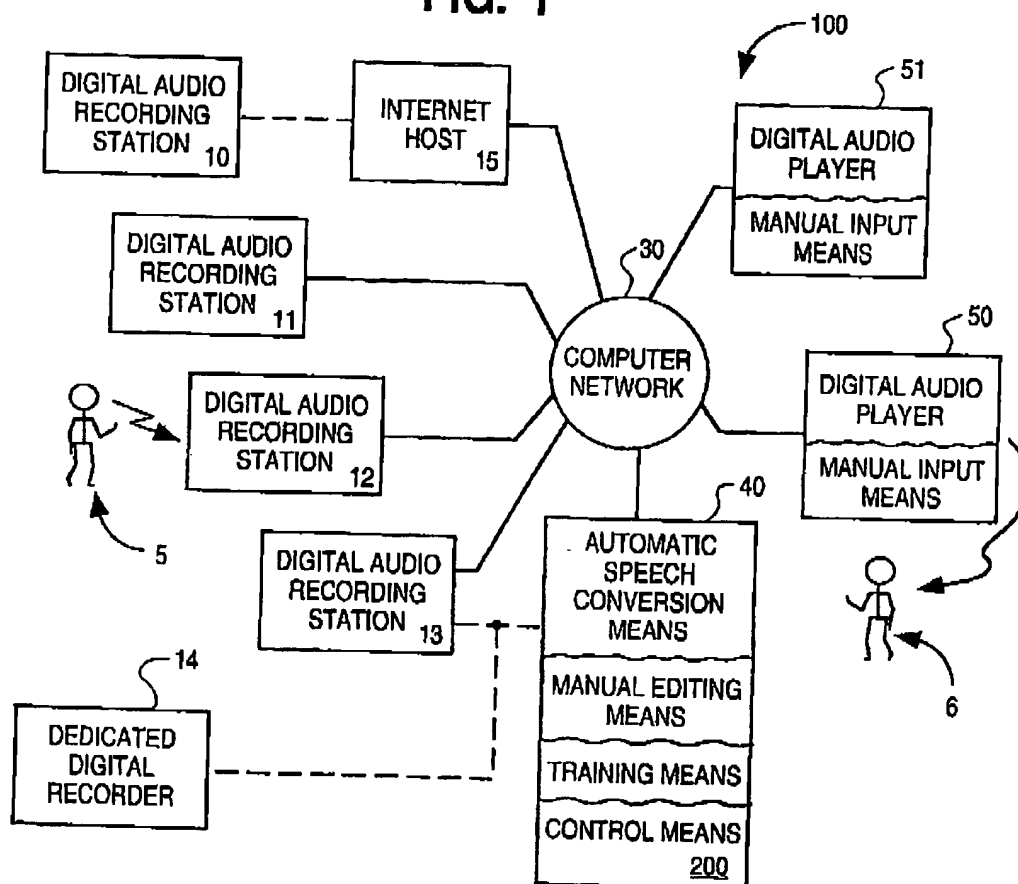 FIG. 1
100
DIGITAL AUDIO
RECORDING
STATION
10
INTERNET
HOST
15
51
DIGITAL AUDIO
PLAYER
MANUAL INPUT
MEANS
DIGITAL AUDIO
RECORDING
STATION
11
30
COMPUTER
NETWORK
50
DIGITAL AUDIO
PLAYER
MANUAL INPUT
MEANS
5
DIGITAL AUDIO
RECORDING
STATION
12
DIGITAL AUDIO
RECORDING
STATION
13
40
AUTOMATIC
SPEECH
CONVERSION
MEANS
MANUAL EDITING
MEANS
TRAINING MEANS
CONTROL MEANS
200
6
14
DEDICATED
DIGITAL
RECORDER